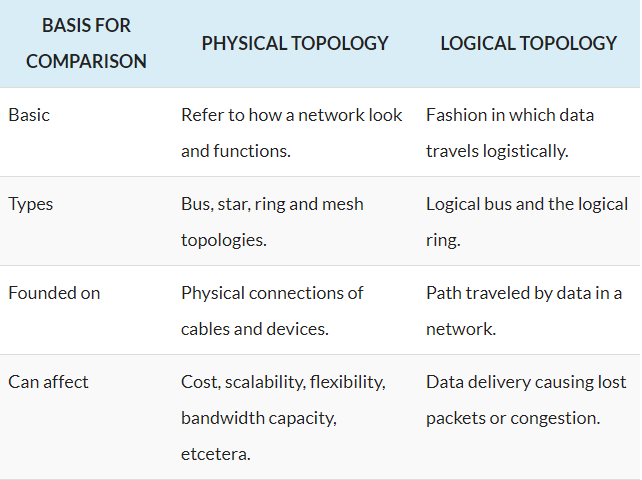 BASIS FOR
COMPARISON
PHYSICAL TOPOLOGY
LOGICAL TOPOLOGY
Basic
Refer to how a network look
and functions.
Fashion in which data
travels logistically.
Types
Bus, star, ring and mesh
topologies.
Logical bus and the logical
ring.
Founded on
Physical connections of
cables and devices.
Path traveled by data in a
network.
Can affect
Cost, scalability, flexibility,
bandwidth capacity,
etcetera.
Data delivery causing lost
packets or congestion.